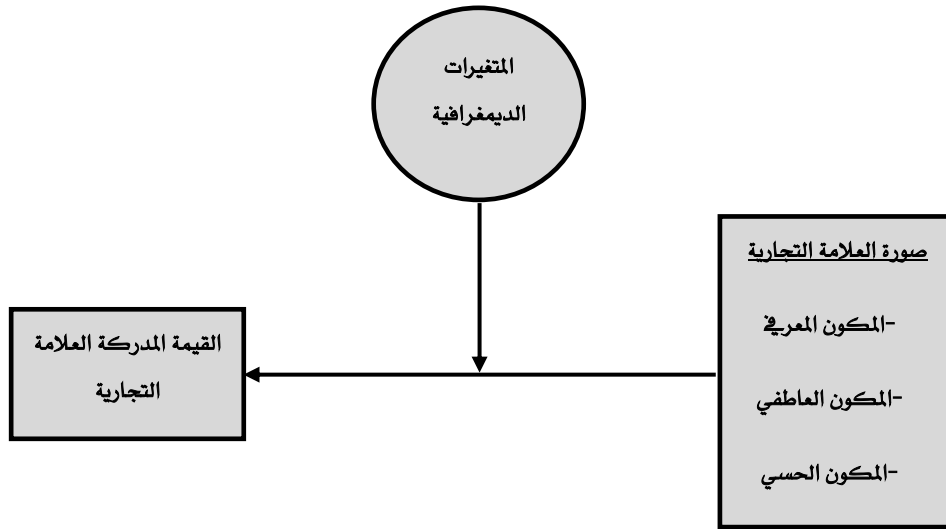 المتغيرات
الديمغرافية
صورة العلامة التجارية
-المكون المعرفي
-المكون العاطفي
-المكون الحسي
القيمة المدركة العلامة
التجارية